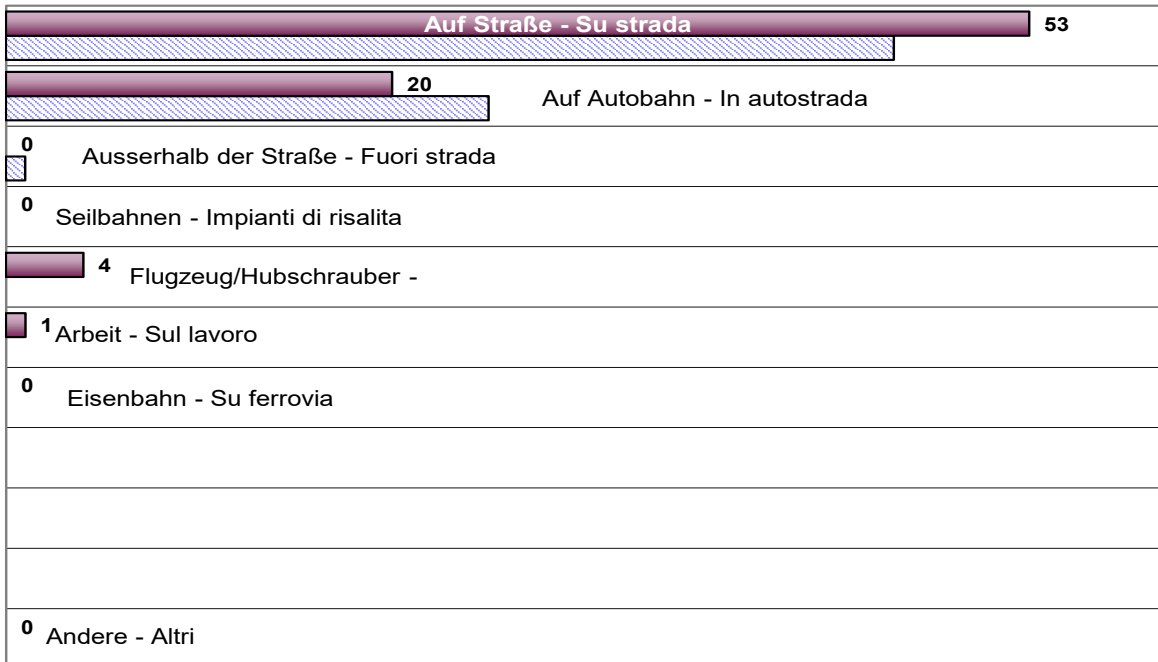 Auf Straße - Su strada 53
20
Auf Autobahn - In autostrada
0
Ausserhalb der Straße - Fuori strada
0
Seilbahnen - Impianti di risalita
4
Flugzeug/Hubschrauber -
1
Arbeit - Sul lavoro
0
Eisenbahn - Su ferrovia
0
Andere - Altri